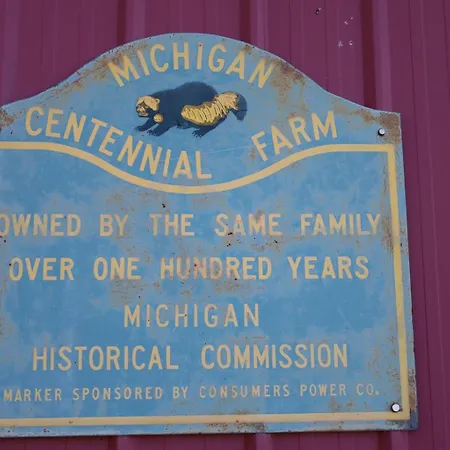 MICHIGAN
CENTENNIAL FARM
OWNED BY THE SAME FAMILY
OVER ONE HUNDRED YEARS
MICHIGAN
HISTORICAL COMMISSION
MARKER SPONSORED BY CONSUMERS POWER CO.